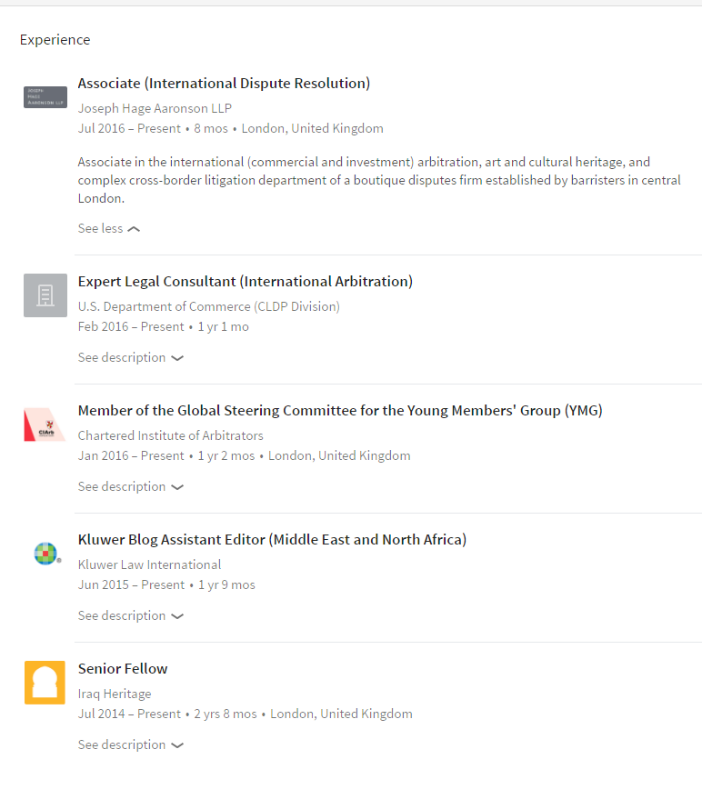 Experience
Associate (International Dispute Resolution)
Joseph Hage Aaronson LLP
Jul 2016 – Present • 8 mos • London, United Kingdom
Associate in the international (commercial and investment) arbitration, art and cultural heritage, and
complex cross-border litigation department of a boutique disputes firm established by barristers in central
London.
See less
Expert Legal Consultant (International Arbitration)
U.S. Department of Commerce (CLDP Division)
Feb 2016 – Present • 1 yr 1 mo
See description
Member of the Global Steering Committee for the Young Members' Group (YMG)
Chartered Institute of Arbitrators
Jan 2016 – Present • 1 yr 2 mos • London, United Kingdom
See description
CIArb
Kluwer Blog Assistant Editor (Middle East and North Africa)
Kluwer Law International
Jun 2015 – Present • 1 yr 9 mos
See description
Senior Fellow
Iraq Heritage
Jul 2014 – Present • 2 yrs 8 mos • London, United Kingdom
See description